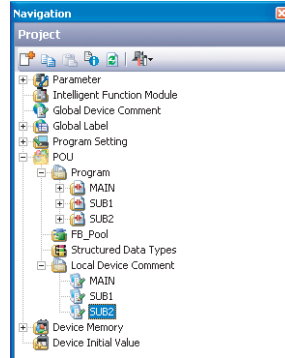 Navigation
Project
Parameter
Intelligent Function Module
Global Device Comment
Global Label
Program Setting
POU
Program
MAIN
SUB1
SUB2
FB_Pool
Structured Data Types
Local Device Comment
MAIN
SUB1
SUB2
Device Memory
Device Initial Value